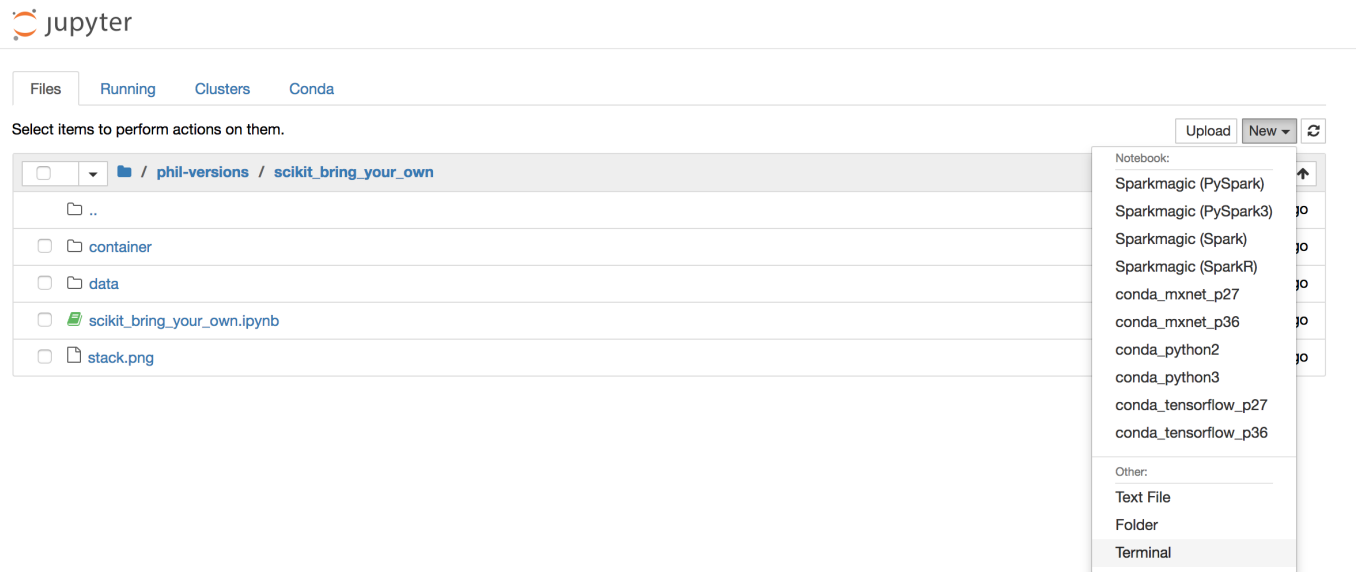 jupyter
Files Running Clusters Conda
Select items to perform actions on them.
Upload New
/ phil-versions / scikit_bring_your_own
..
container
data
scikit_bring_your_own.ipynb
stack.png
Notebook:
Sparkmagic (PySpark)
Sparkmagic (PySpark3)
Sparkmagic (Spark)
Sparkmagic (SparkR)
conda_mxnet_p27
conda_mxnet_p36
conda_python2
conda_python3
conda_tensorflow_p27
conda_tensorflow_p36
Other:
Text File
Folder
Terminal